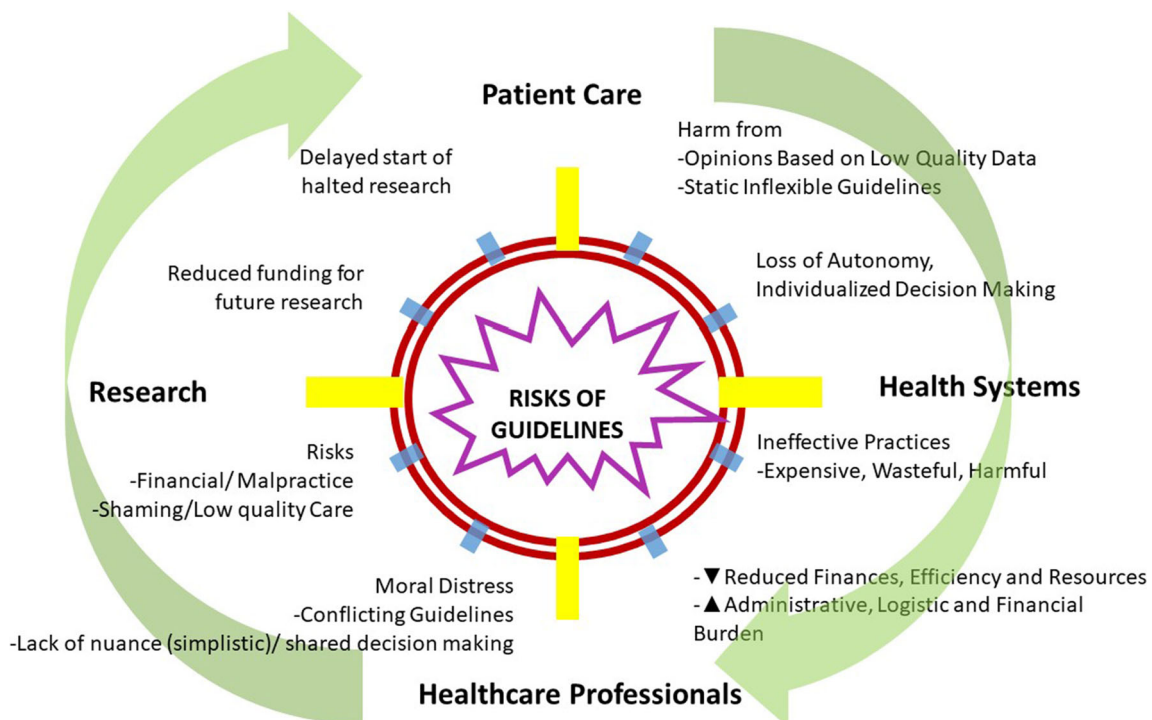 Patient Care
Harm from
-Opinions Based on Low Quality Data
-Static Inflexible Guidelines
Loss of Autonomy,
Individualized Decision Making
Health Systems
Ineffective Practices
-Expensive, Wasteful, Harmful
-▼Reduced Finances, Efficiency and Resources
-▲Administrative, Logistic and Financial
Burden
Healthcare Professionals
Moral Distress
-Conflicting Guidelines
-Lack of nuance (simplistic)/ shared decision making
Risks
-Financial/ Malpractice
-Shaming/Low quality Care
Research
Reduced funding for
future research
Delayed start of
halted research
RISKS OF
GUIDELINES